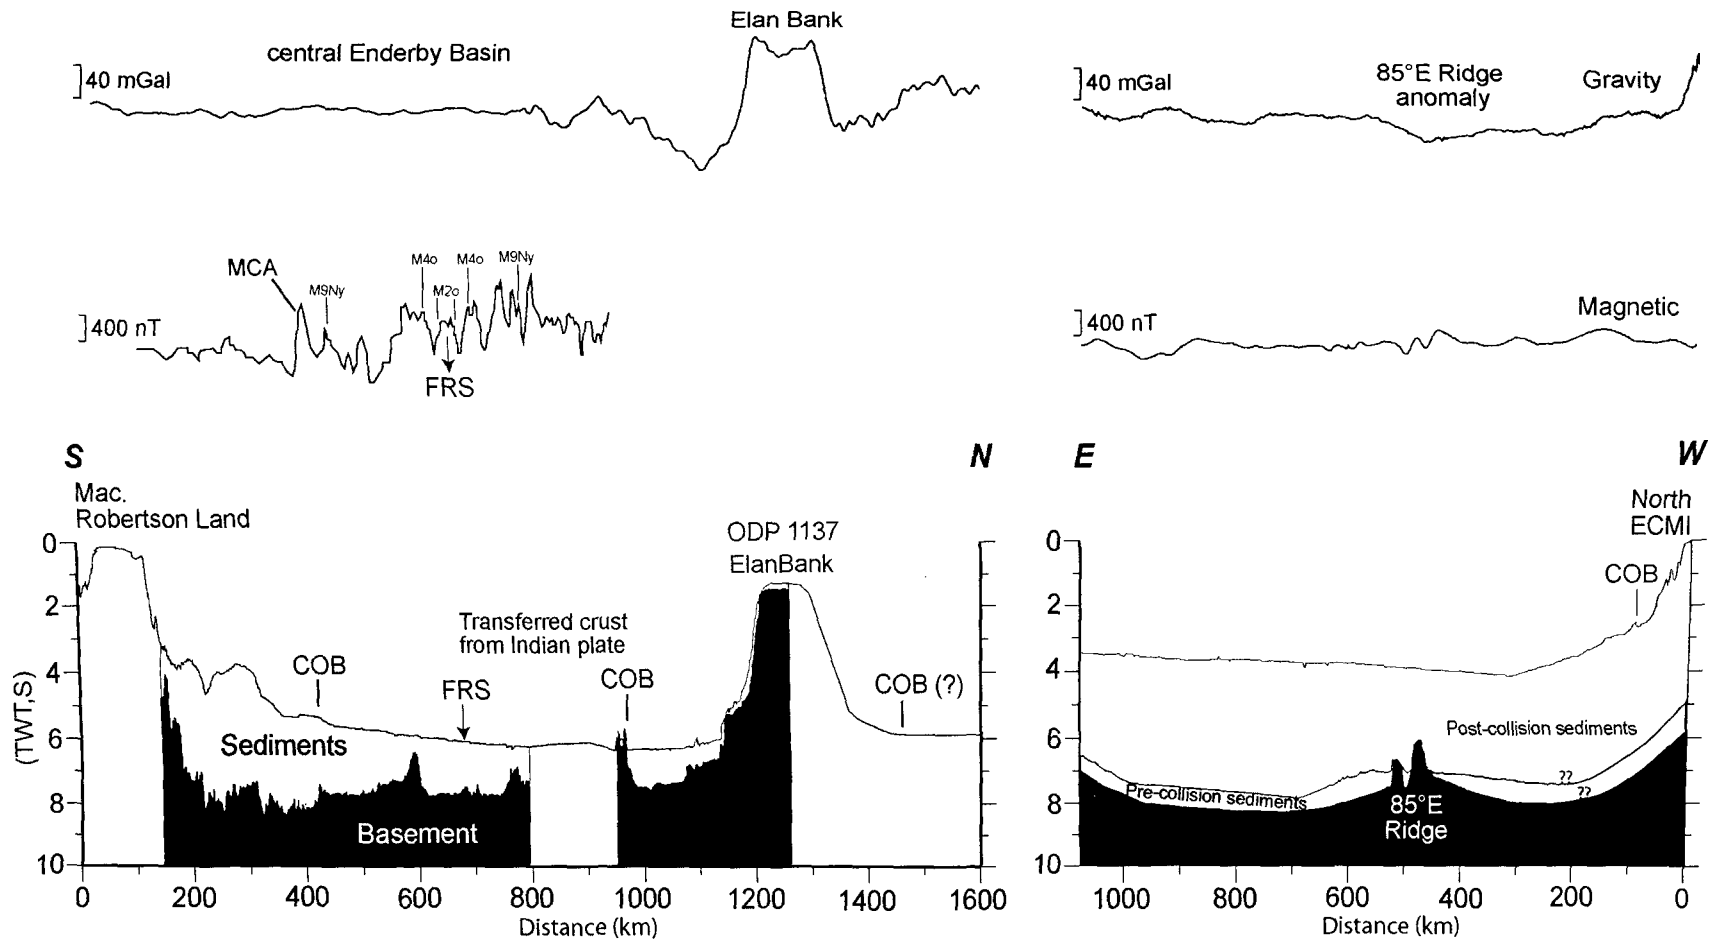 Elan Bank
central Enderby Basin
40 mGal
85°E Ridge
anomaly
Gravity
40 mGal
MCA
M9Ny
M4o
M4o
M9Ny
M2o
400 nT
FRS
Magnetic
400 nT
S
N
E
W
Mac.
Robertson Land
ODP 1137
ElanBank
North
ECMI
COB
Transferred crust
from Indian plate
COB
FRS
COB
COB (?)
Sediments
Basement
Post-collision sediments
??
??
Pre-collision sediments
85°E
Ridge
(TWT,S)
0
2
4
6
8
10
0 200 400 600 800 1000 1200 1400 1600
Distance (km)
0
2
4
6
8
10
1000 800 600 400 200 0
Distance (km)